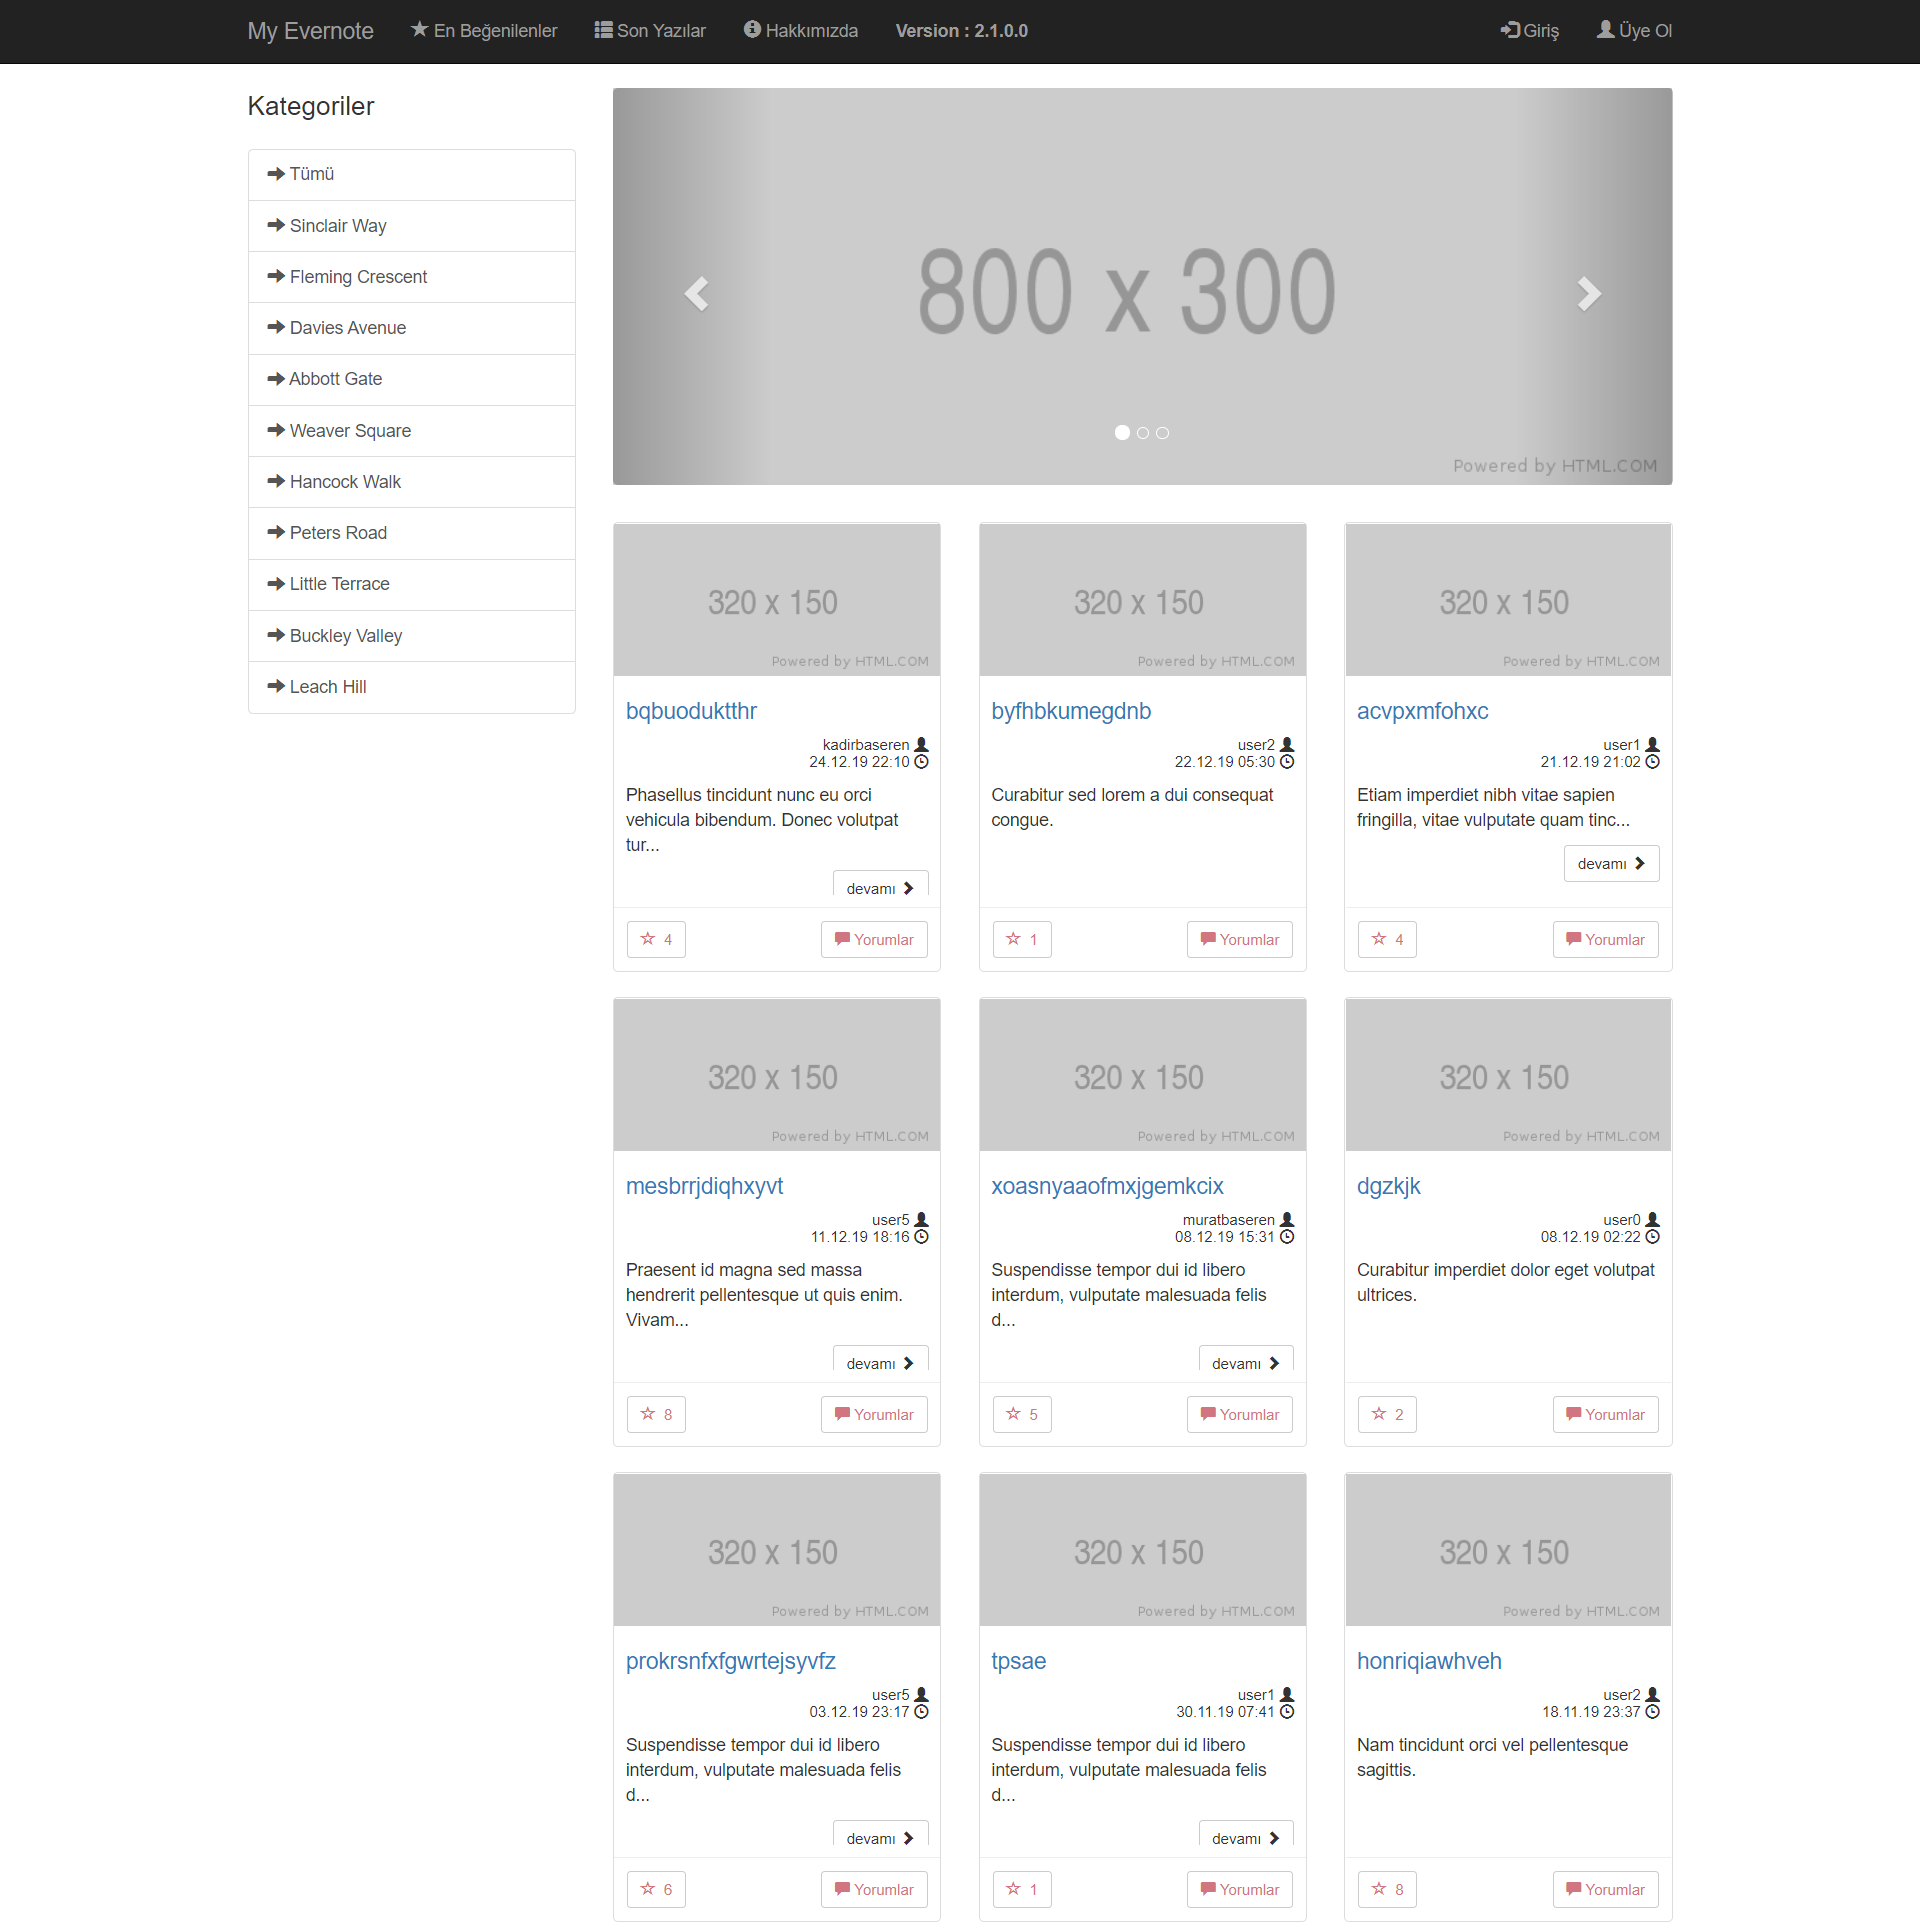 My Evernote
En Beğenilenler
Son Yazılar
Hakkımızda
Version : 2.1.0.0
Giriş
Üye Ol
Kategoriler
Tümü
Sinclair Way
Fleming Crescent
Davies Avenue
Abbott Gate
Weaver Square
Hancock Walk
Peters Road
Little Terrace
Buckley Valley
Leach Hill
800 x 300
Powered by HTML.COM
320 x 150
Powered by HTML.COM
bqbuoduktthr
kadirbaseren
24.12.19 22:10
Phasellus tincidunt nunc eu orci
vehicula bibendum. Donec volutpat
tur...
devamı
4
Yorumlar
320 x 150
Powered by HTML.COM
byfhbkumegdnb
user2
22.12.19 05:30
Curabitur sed lorem a dui consequat
congue.
1
Yorumlar
320 x 150
Powered by HTML.COM
acvpxmfohxc
user1
21.12.19 21:02
Etiam imperdiet nibh vitae sapien
fringilla, vitae vulputate quam tinc...
devamı
4
Yorumlar
320 x 150
Powered by HTML.COM
mesbrrjdiqhxyvt
user5
11.12.19 18:16
Praesent id magna sed massa
hendrerit pellentesque ut quis enim.
Vivam...
devamı
8
Yorumlar
320 x 150
Powered by HTML.COM
xoasnyaaofmxjgemkcix
muratbaseren
08.12.19 15:31
Suspendisse tempor dui id libero
interdum, vulputate malesuada felis
d...
devamı
5
Yorumlar
320 x 150
Powered by HTML.COM
dgzkjk
user0
08.12.19 02:22
Curabitur imperdiet dolor eget volutpat
ultrices.
2
Yorumlar
320 x 150
Powered by HTML.COM
prokrsnfxfgwrtejsyvfz
user5
03.12.19 23:17
Suspendisse tempor dui id libero
interdum, vulputate malesuada felis
d...
devamı
6
Yorumlar
320 x 150
Powered by HTML.COM
tpsae
user1
30.11.19 07:41
Suspendisse tempor dui id libero
interdum, vulputate malesuada felis
d...
devamı
1
Yorumlar
320 x 150
Powered by HTML.COM
honriqiawhveh
user2
18.11.19 23:37
Nam tincidunt orci vel pellentesque
sagittis.
8
Yorumlar